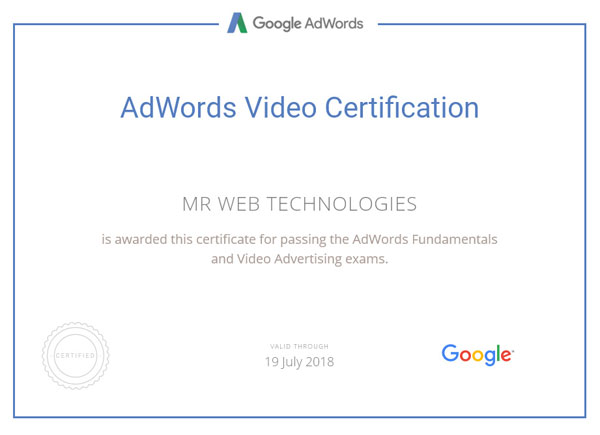 Google AdWords
AdWords Video Certification
MR WEB TECHNOLOGIES
is awarded this certificate for passing the AdWords Fundamentals
and Video Advertising exams.
CERTIFIED
VALID THROUGH
19 July 2018
Google